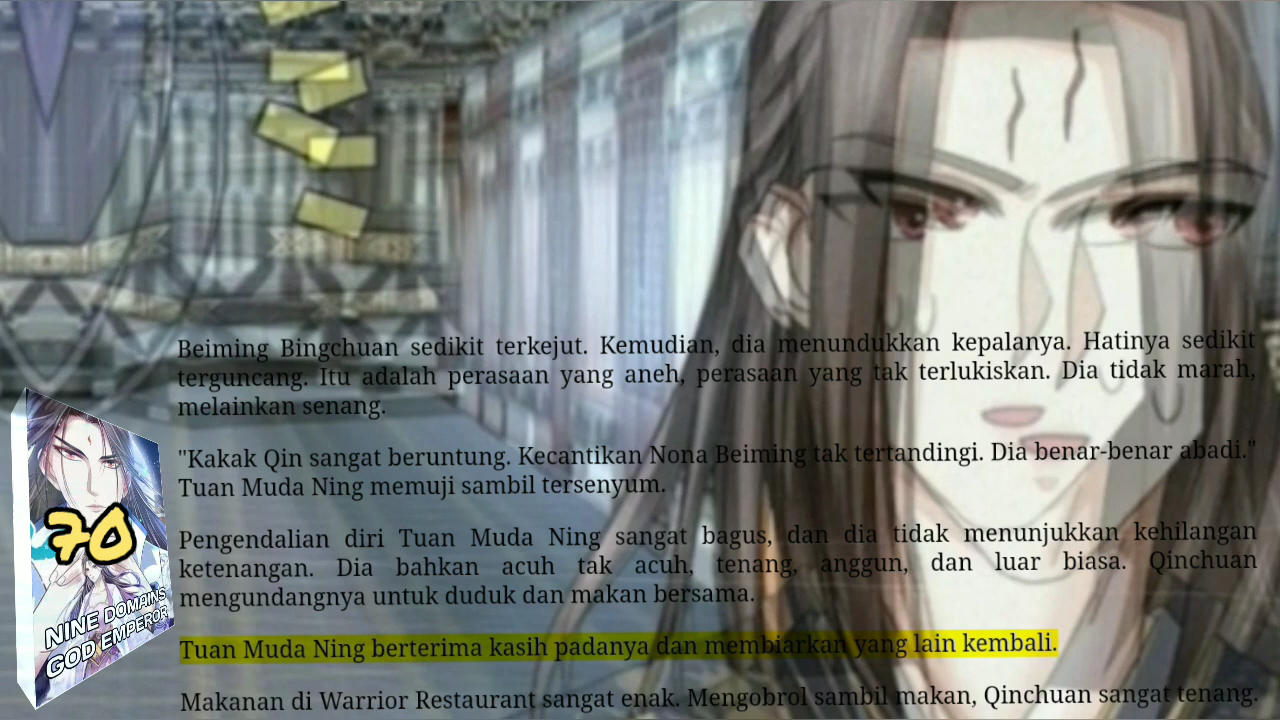 Beiming Bingchuan sedikit terkejut. Kemudian, dia menundukkan kepalanya. Hatinya sedikit
terguncang. Itu adalah perasaan yang aneh, perasaan yang tak terlukiskan. Dia tidak marah,
melainkan senang.
"Kakak Qin sangat beruntung. Kecantikan Nona Beiming tak tertandingi. Dia benar-benar abadi."
Tuan Muda Ning memuji sambil tersenyum.
Pengendalian diri Tuan Muda Ning sangat bagus, dan dia tidak menunjukkan kehilangan
ketenangan. Dia bahkan acuh tak acuh, tenang, anggun, dan luar biasa. Qinchuan
mengundangnya untuk duduk dan makan bersama.
Tuan Muda Ning berterima kasih padanya dan membiarkan yang lain kembali.
Makanan di Warrior Restaurant sangat enak. Mengobrol sambil makan, Qinchuan sangat tenang.
70
NINE DOMAINS
GOD EMPEROR